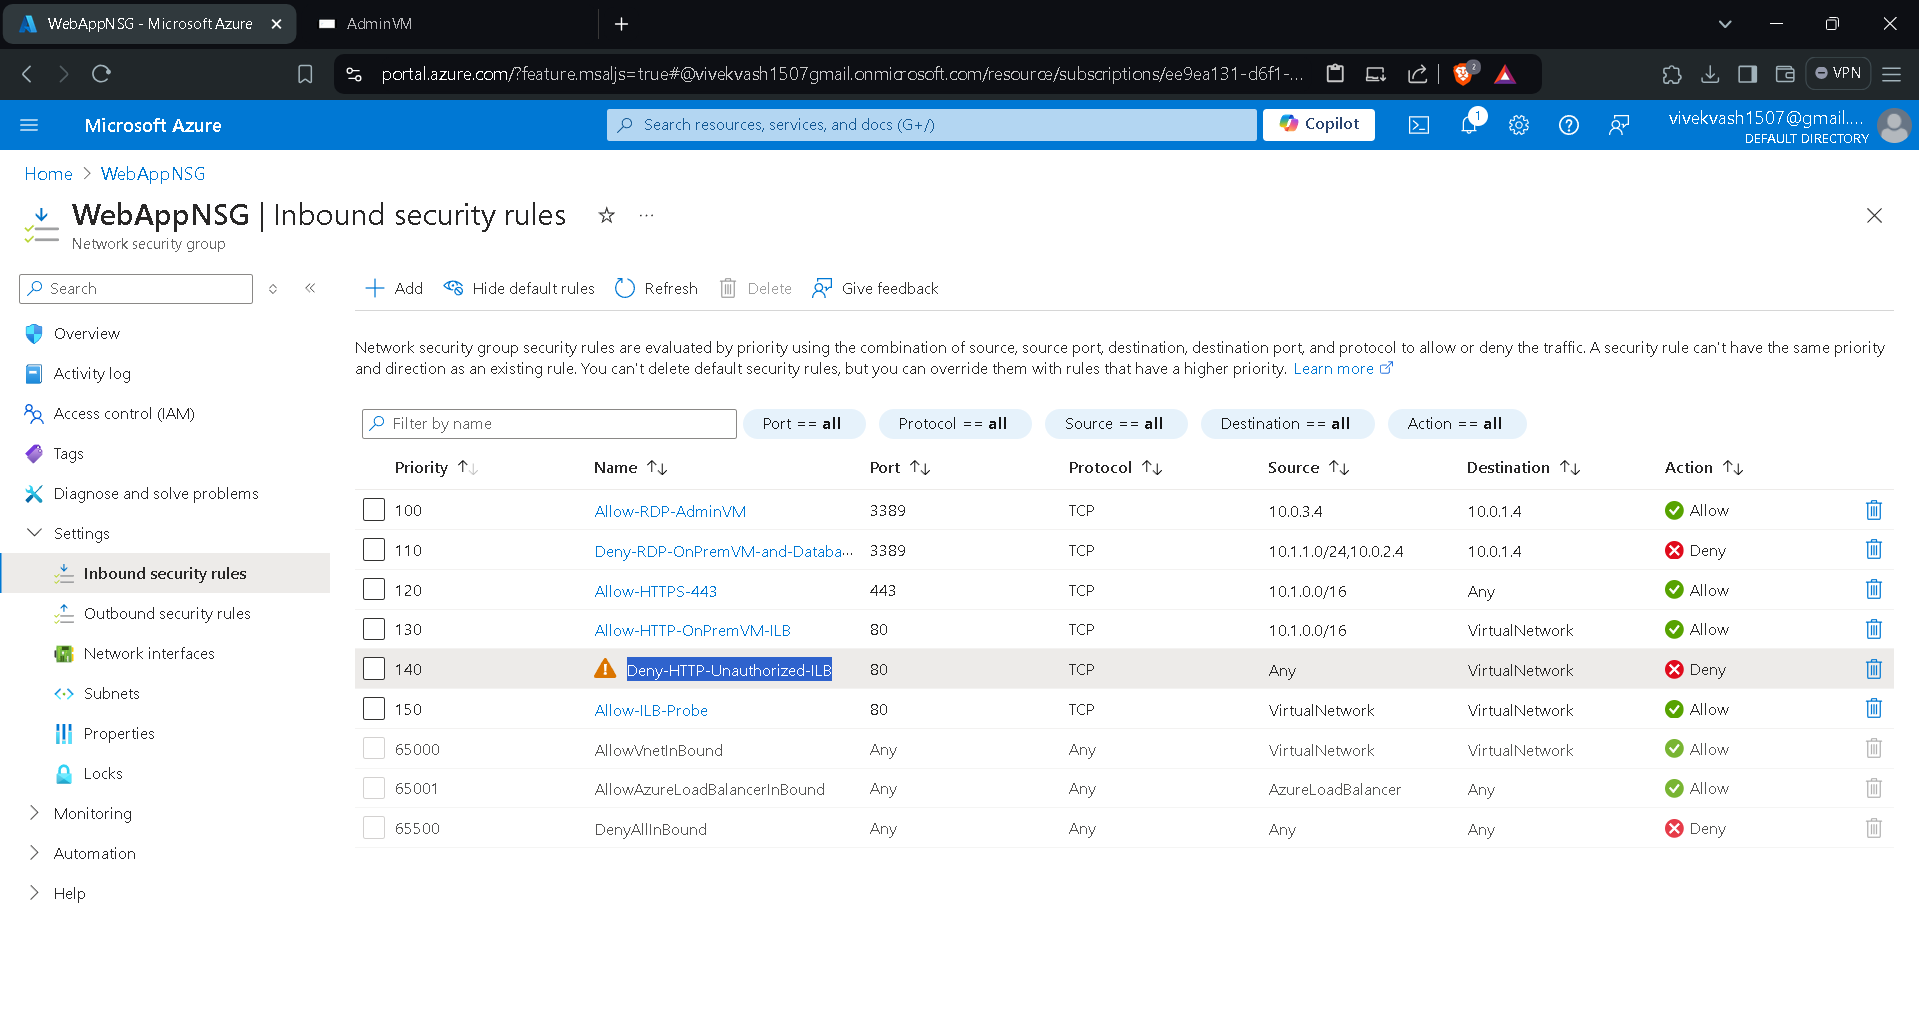 WebAppNSG - Microsoft Azure
AdminVM
portal.azure.com/?feature.msaljs=true#@vivekvash1507gmail.onmicrosoft.com/resource/subscriptions/ee9ea131-d6f1-...
2
VPN
Microsoft Azure
Search resources, services, and docs (G+/)
Copilot
1
vivekvash1507@gmail....
DEFAULT DIRECTORY
Home > WebAppNSG
WebAppNSG | Inbound security rules
Network security group
Search
Add
Hide default rules
Refresh
Delete
Give feedback
Overview
Activity log
Access control (IAM)
Tags
Diagnose and solve problems
Settings
Inbound security rules
Outbound security rules
Network interfaces
Subnets
Properties
Locks
Monitoring
Automation
Help
Network security group security rules are evaluated by priority using the combination of source, source port, destination, destination port, and protocol to allow or deny the traffic. A security rule can't have the same priority
and direction as an existing rule. You can't delete default security rules, but you can override them with rules that have a higher priority. Learn more
Filter by name
Port == all
Protocol == all
Source == all
Destination == all
Action == all
Priority Name Port Protocol Source Destination Action
100 Allow-RDP-AdminVM 3389 TCP 10.0.3.4 10.0.1.4 Allow
110 Deny-RDP-OnPremVM-and-Databa... 3389 TCP 10.1.1.0/24,10.0.2.4 10.0.1.4 Deny
120 Allow-HTTPS-443 443 TCP 10.1.0.0/16 Any Allow
130 Allow-HTTP-OnPremVM-ILB 80 TCP 10.1.0.0/16 VirtualNetwork Allow
140 Deny-HTTP-Unauthorized-ILB 80 TCP Any VirtualNetwork Deny
150 Allow-ILB-Probe 80 TCP VirtualNetwork VirtualNetwork Allow
65000 AllowVnetInBound Any Any VirtualNetwork VirtualNetwork Allow
65001 AllowAzureLoadBalancerInBound Any Any AzureLoadBalancer Any Allow
65500 DenyAllInBound Any Any Any Any Deny